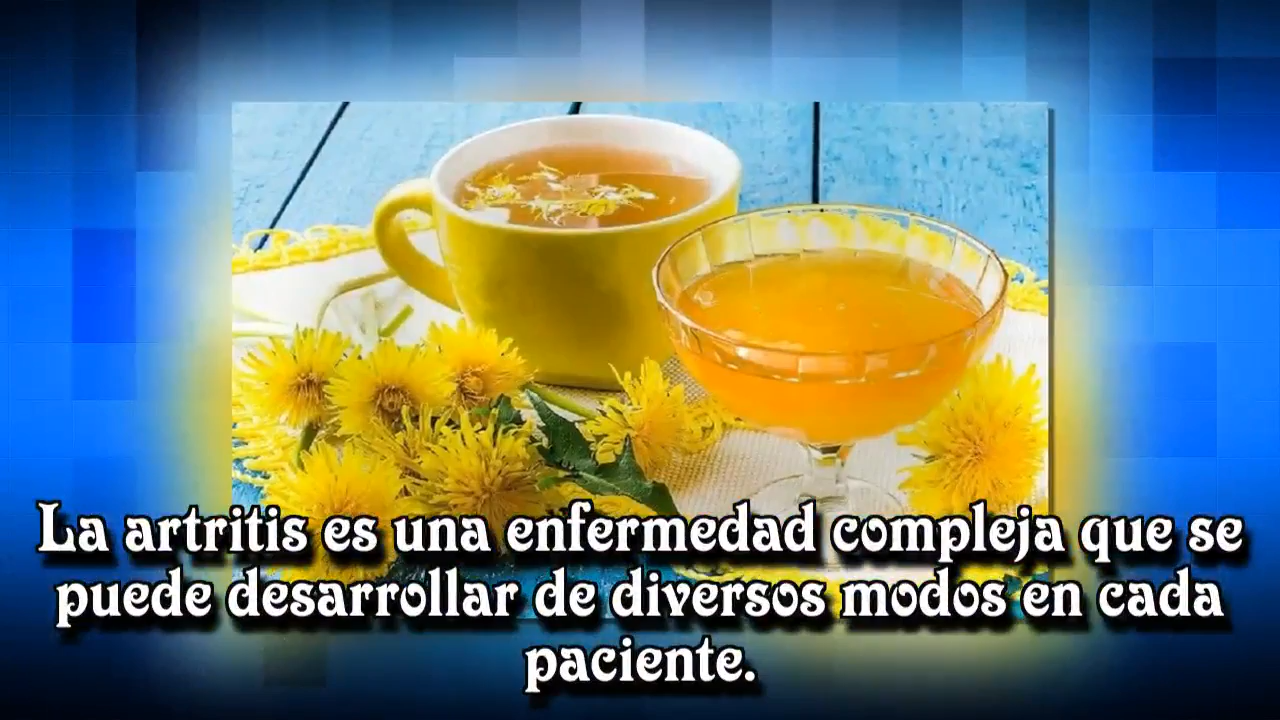 La artritis es una enfermedad compleja que se
puede desarrollar de diversos modos en cada
paciente.